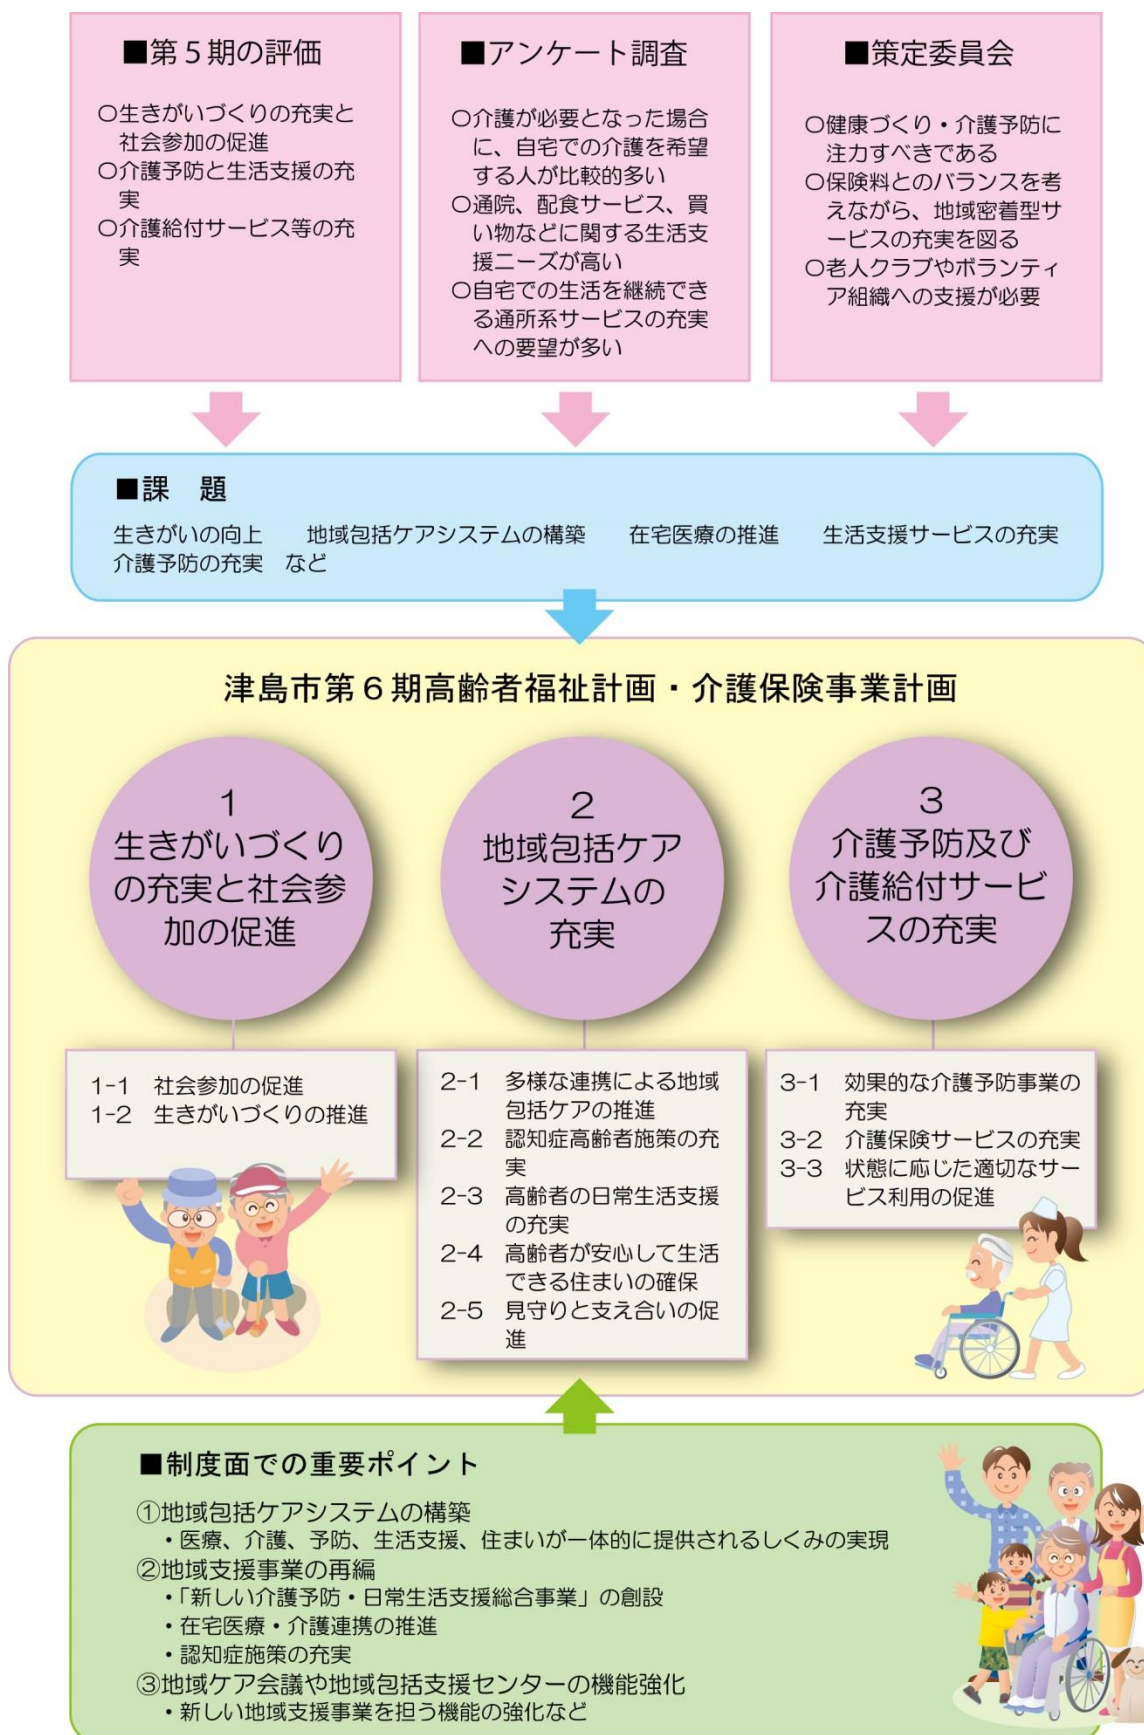 ■第５期の評価
○生きがいづくりの充実と
社会参加の促進
○介護予防と生活支援の充
実
○介護給付サービス等の充
実
■アンケート調査
○介護が必要となった場合
に、自宅での介護を希望
する人が比較的多い
○通院、配食サービス、買
い物などに関する生活支
援ニーズが高い
○自宅での生活を継続でき
る通所系サービスの充実
への要望が多い
■策定委員会
○健康づくり・介護予防に
注力すべきである
○保険料とのバランスを考
えながら、地域密着型サ
ービスの充実を図る
○老人クラブやボランティ
ア組織への支援が必要
■課　題
生きがいの向上　　地域包括ケアシステムの構築　　在宅医療の推進　　生活支援サービスの充実
介護予防の充実　など
津島市第６期高齢者福祉計画・介護保険事業計画
１
生きがいづくり
の充実と社会参
加の促進
２
地域包括ケア
システムの
充実
３
介護予防及び
介護給付サービ
スの充実
1-1　社会参加の促進
1-2　生きがいづくりの推進
2-1　多様な連携による地域
包括ケアの推進
2-2　認知症高齢者施策の充
実
2-3　高齢者の日常生活支援
の充実
2-4　高齢者が安心して生活
できる住まいの確保
2-5　見守りと支え合いの促
進
3-1　効果的な介護予防事業の
充実
3-2　介護保険サービスの充実
3-3　状態に応じた適切なサー
ビス利用の促進
■制度面での重要ポイント
①地域包括ケアシステムの構築
・医療、介護、予防、生活支援、住まいが一体的に提供されるしくみの実現
②地域支援事業の再編
・「新しい介護予防・日常生活支援総合事業」の創設
・在宅医療・介護連携の推進
・認知症施策の充実
③地域ケア会議や地域包括支援センターの機能強化
・新しい地域支援事業を担う機能の強化など